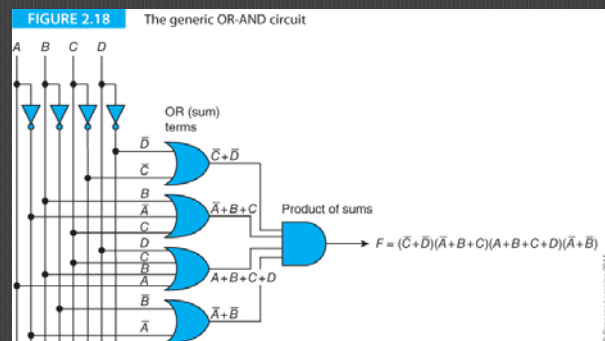 FIGURE 2.18 The generic OR-AND circuit
A B C D
OR (sum)
terms
D̅
C̅+D̅
C̅
B
A̅
A̅+B+C
Product of sums
C
F = (C̅+D̅)(A̅+B+C)(A+B+C+D)(A̅+B̅)
D
C
B
A
A+B+C+D
B̅
A̅+B̅
A̅